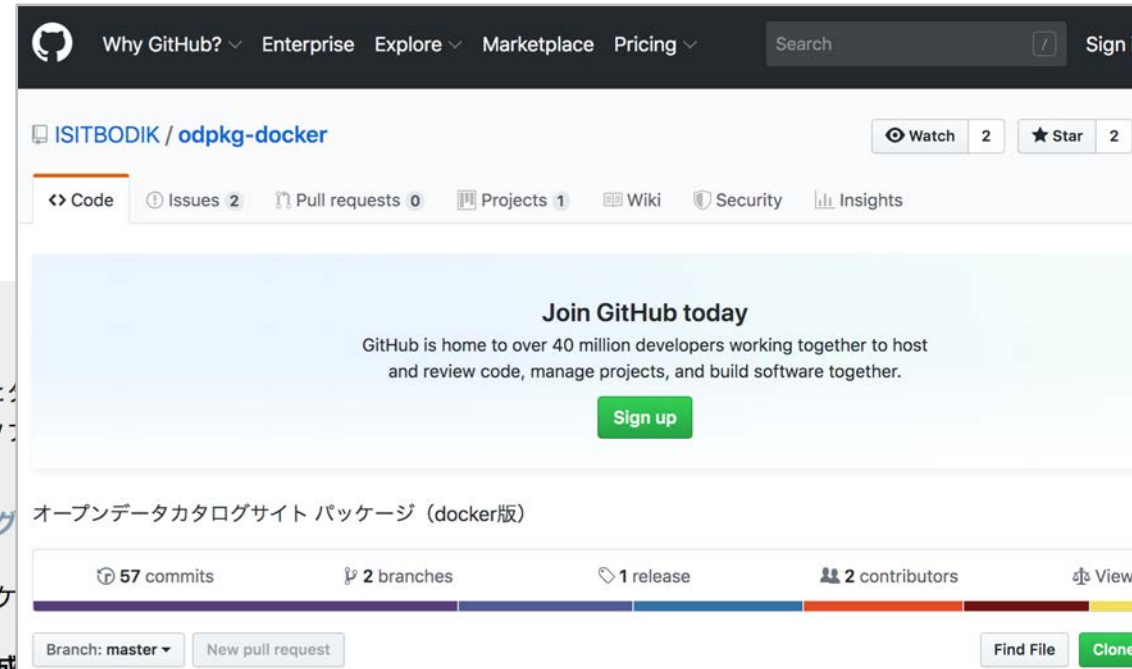 Why GitHub? Enterprise Explore Marketplace Pricing Search / Sign
ISITBODIK / odpkg-docker Watch 2 Star 2
Code Issues 2 Pull requests 0 Projects 1 Wiki Security Insights
Join GitHub today
GitHub is home to over 40 million developers working together to host
and review code, manage projects, and build software together.
Sign up
オープンデータカタログサイト パッケージ（docker版）
57 commits 2 branches 1 release 2 contributors View
Branch: master New pull request Find File Clone